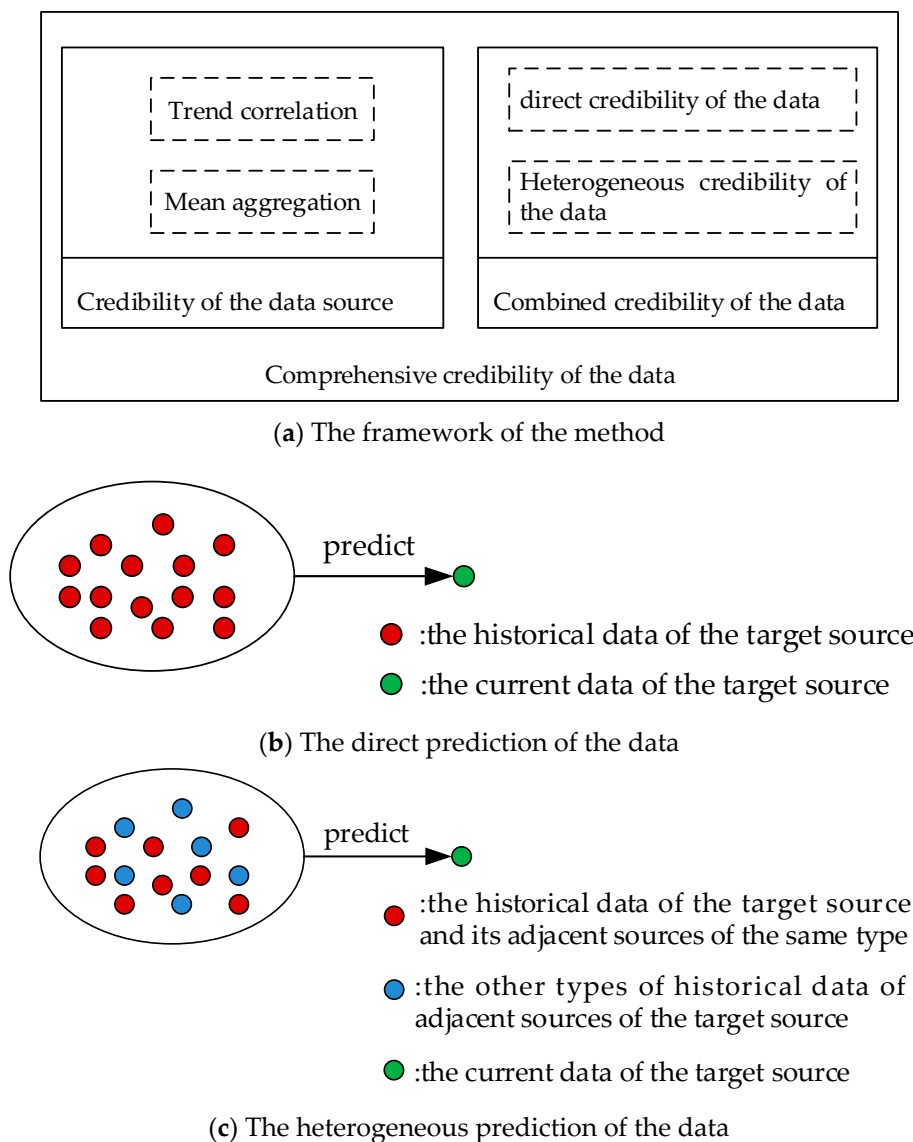 Trend correlation
Mean aggregation
Credibility of the data source
direct credibility of the data
Heterogeneous credibility of
the data
Combined credibility of the data
Comprehensive credibility of the data
(a) The framework of the method
predict
:the historical data of the target source
:the current data of the target source
(b) The direct prediction of the data
predict
:the historical data of the target source
and its adjacent sources of the same type
:the other types of historical data of
adjacent sources of the target source
:the current data of the target source
(c) The heterogeneous prediction of the data